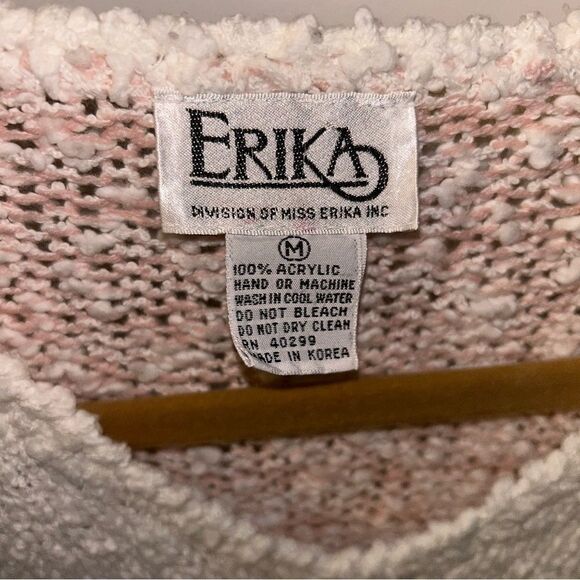 ERIKA
DIVISION OF MISS ERIKA INC
M
100% ACRYLIC
HAND OR MACHINE
WASH IN COOL WATER
DO NOT BLEACH
DO NOT DRY CLEAN
RN 40299
MADE IN KOREA